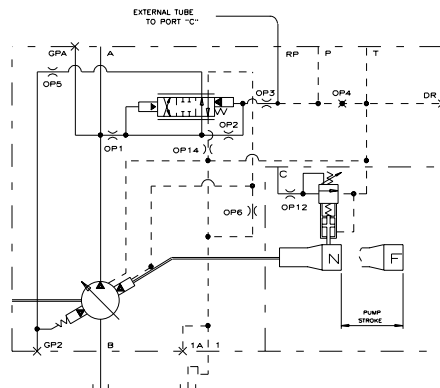 EXTERNAL TUBE
TO PORT "C"
GPA
A
RP
P
T
OP5
OP3
OP4
DR
OP1
OP2
OP14
C
OP12
OP6
N
F
PUMP
STROKE
GP2
B
1A
1